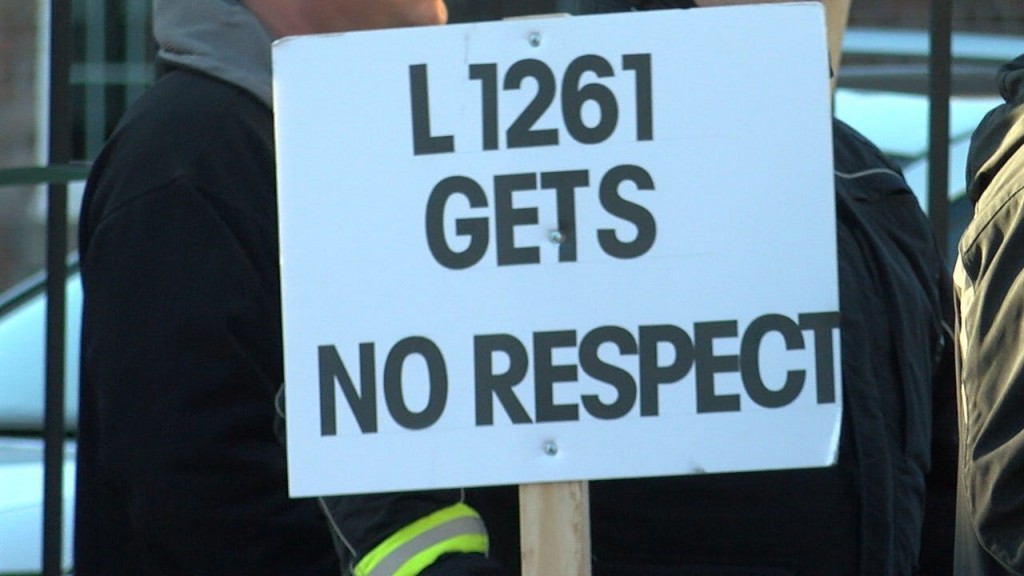 L 1261
GETS
NO RESPECT